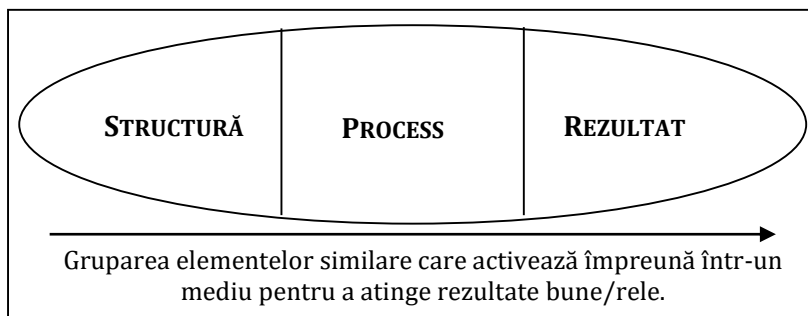 STRUCTURĂ PROCESS REZULTAT
Gruparea elementelor similare care activează împreună într-un
mediu pentru a atinge rezultate bune/rele.